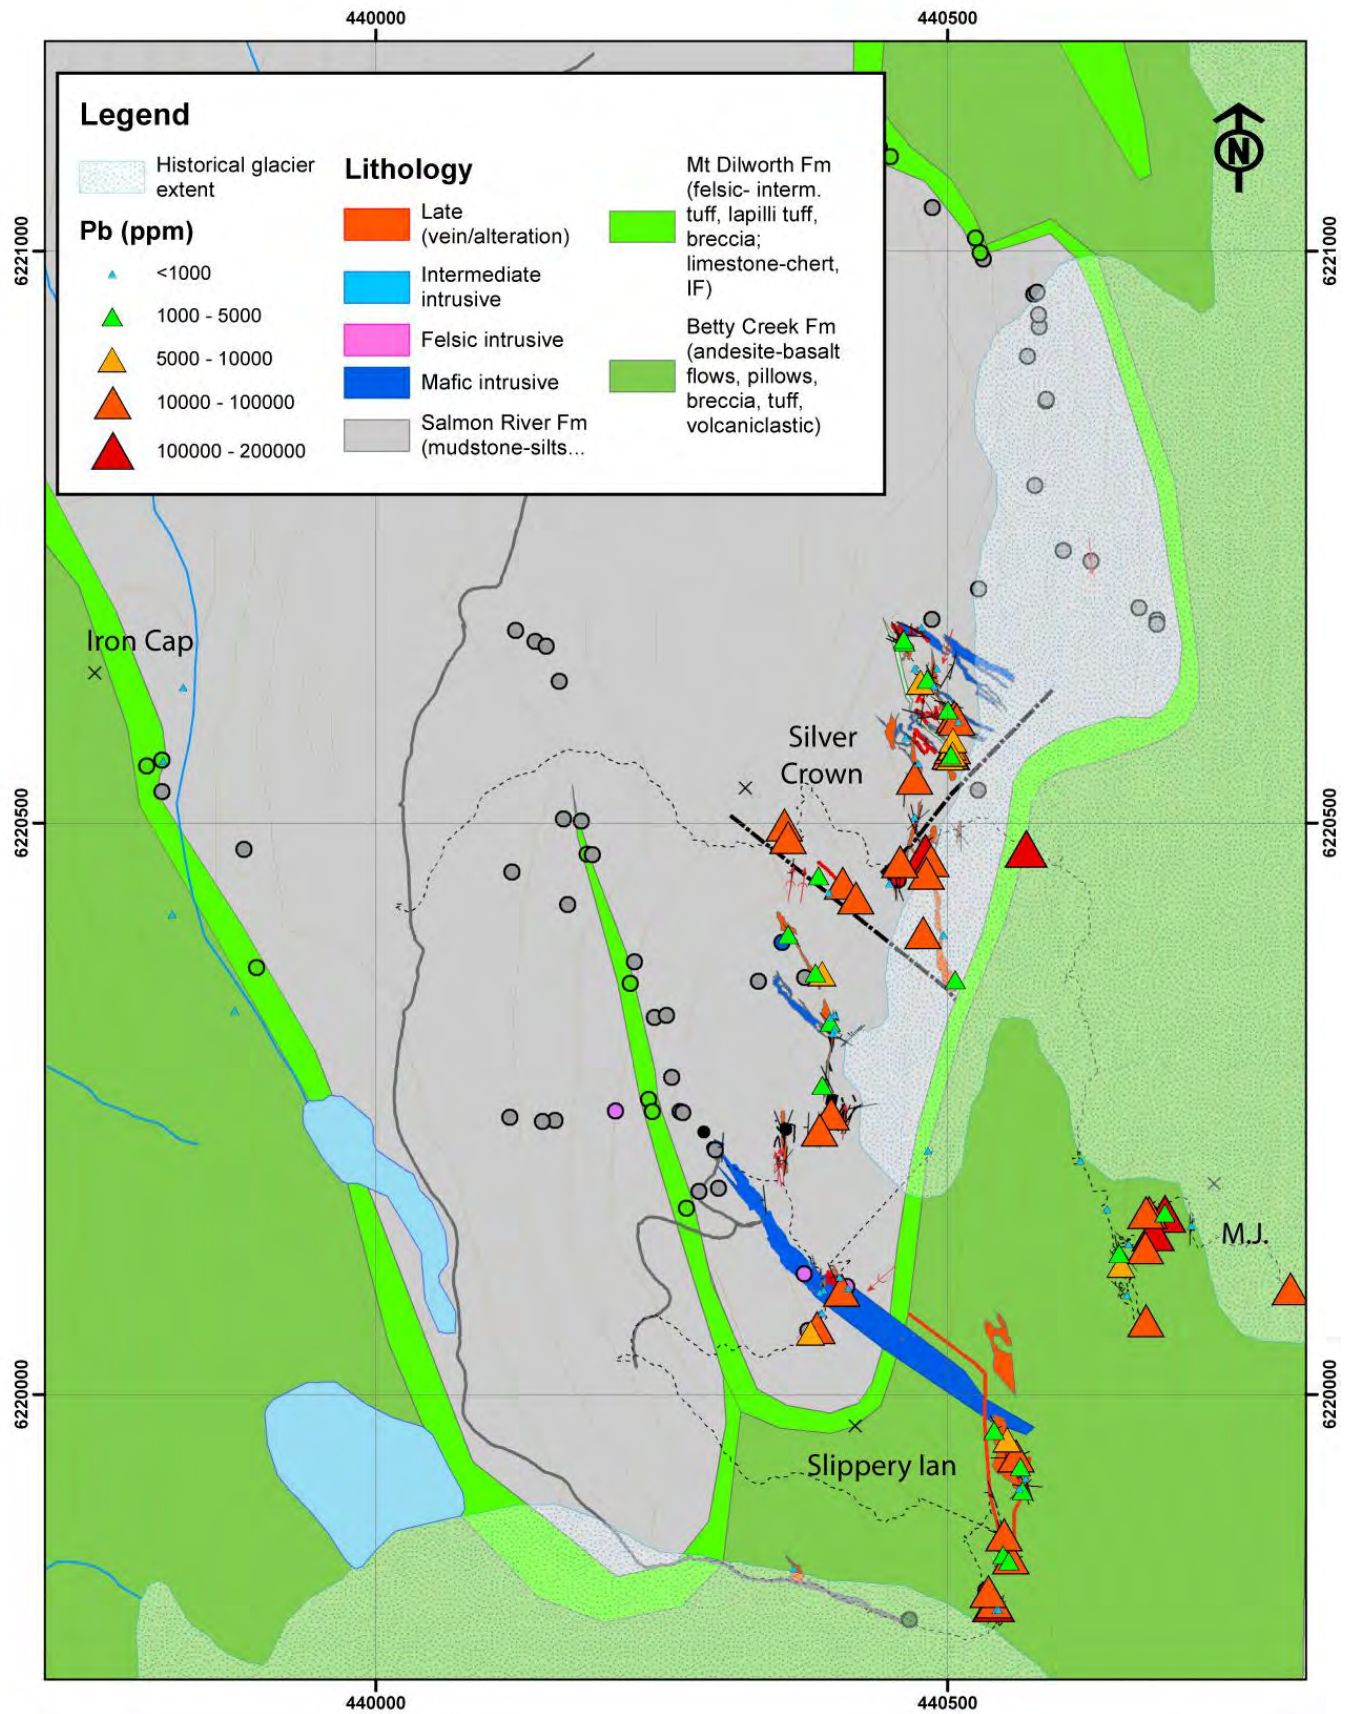 440000
440500
Legend
Historical glacier
extent
Pb (ppm)
<1000
1000 - 5000
5000 - 10000
10000 - 100000
100000 - 200000
Lithology
Late
(vein/alteration)
Intermediate
intrusive
Felsic intrusive
Mafic intrusive
Salmon River Fm
(mudstone-silts...
Mt Dilworth Fm
(felsic- interm.
tuff, lapilli tuff,
breccia;
limestone-chert,
IF)
Betty Creek Fm
(andesite-basalt
flows, pillows,
breccia, tuff,
volcaniclastic)
N
6221000
6221000
Iron Cap
Silver
Crown
6220500
6220500
M.J.
6220000
6220000
Slippery Ian
440000
440500